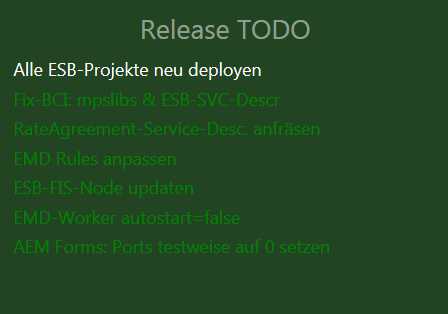 Release TODO
Alle ESB-Projekte neu deployen
Fix-BCI: mpslibs & ESB-SVC-Descr
RateAgreement-Service-Desc. anfräsen
EMD Rules anpassen
ESB-FIS-Node updaten
EMD-Worker autostart=false
AEM Forms: Ports testweise auf 0 setzen